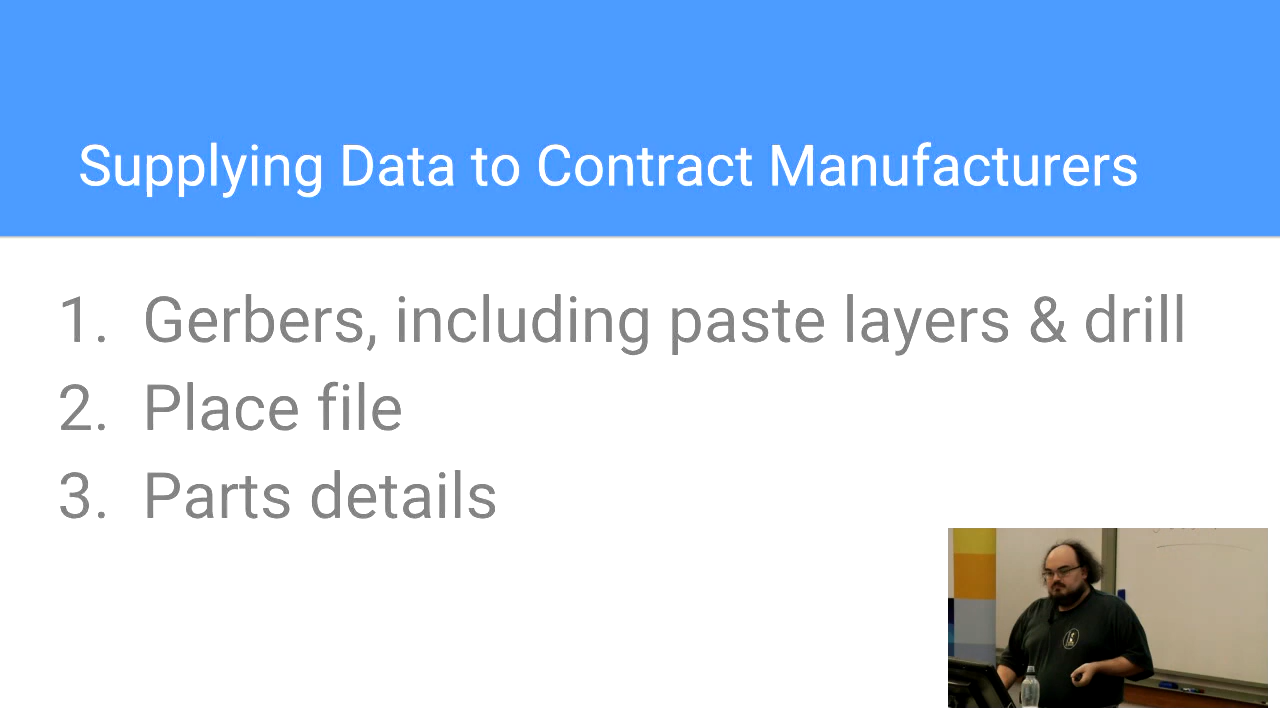 Supplying Data to Contract Manufacturers
1. Gerbers, including paste layers & drill
2. Place file
3. Parts details